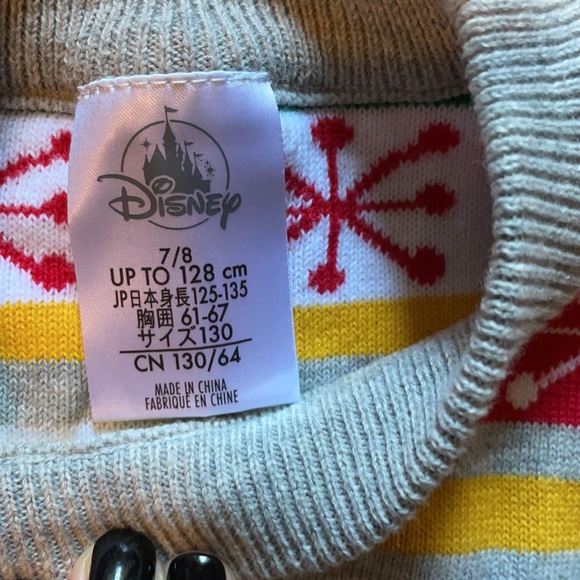 Disney
7/8
UP TO 128 cm
JP日本身長125-135
胸囲 61-67
サイズ130
CN 130/64
MADE IN CHINA
FABRIQUÉ EN CHINE